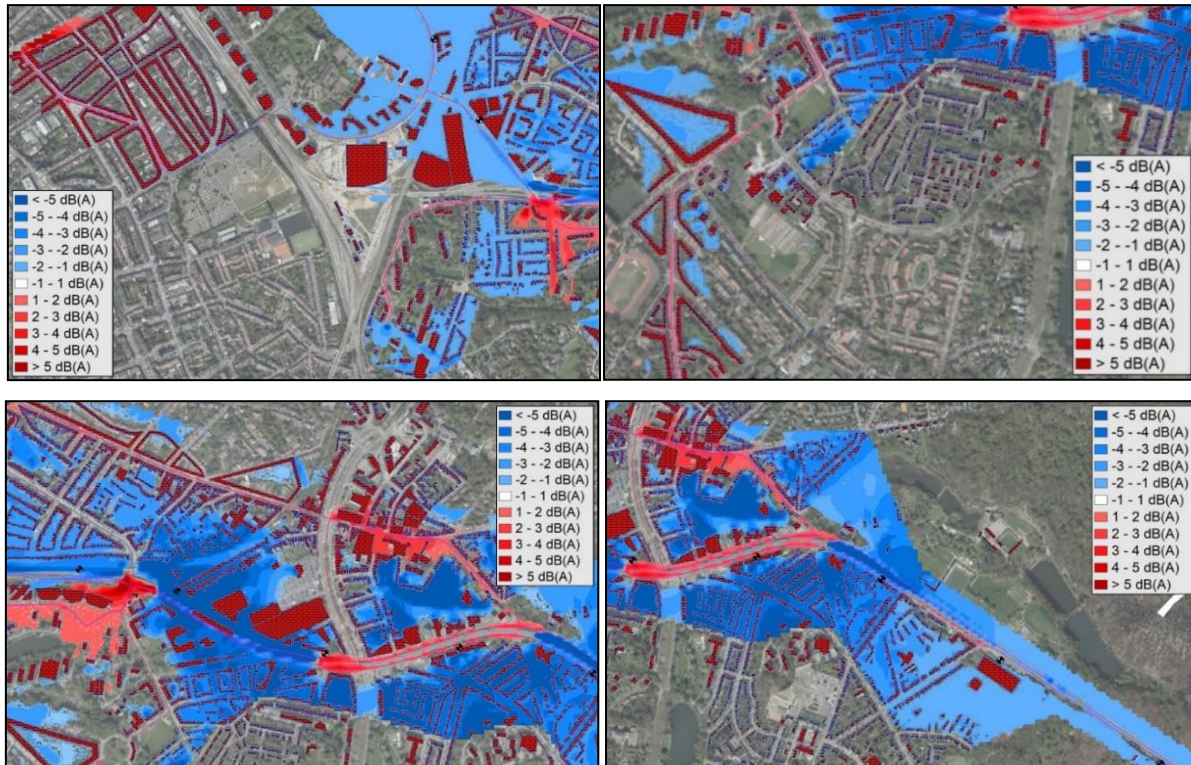 < -5 dB(A)
-5 - -4 dB(A)
-4 - -3 dB(A)
-3 - -2 dB(A)
-2 - -1 dB(A)
-1 - 1 dB(A)
1 - 2 dB(A)
2 - 3 dB(A)
3 - 4 dB(A)
4 - 5 dB(A)
> 5 dB(A)
< -5 dB(A)
-5 - -4 dB(A)
-4 - -3 dB(A)
-3 - -2 dB(A)
-2 - -1 dB(A)
-1 - 1 dB(A)
1 - 2 dB(A)
2 - 3 dB(A)
3 - 4 dB(A)
4 - 5 dB(A)
> 5 dB(A)
< -5 dB(A)
-5 - -4 dB(A)
-4 - -3 dB(A)
-3 - -2 dB(A)
-2 - -1 dB(A)
-1 - 1 dB(A)
1 - 2 dB(A)
2 - 3 dB(A)
3 - 4 dB(A)
4 - 5 dB(A)
> 5 dB(A)
< -5 dB(A)
-5 - -4 dB(A)
-4 - -3 dB(A)
-3 - -2 dB(A)
-2 - -1 dB(A)
-1 - 1 dB(A)
1 - 2 dB(A)
2 - 3 dB(A)
3 - 4 dB(A)
4 - 5 dB(A)
> 5 dB(A)